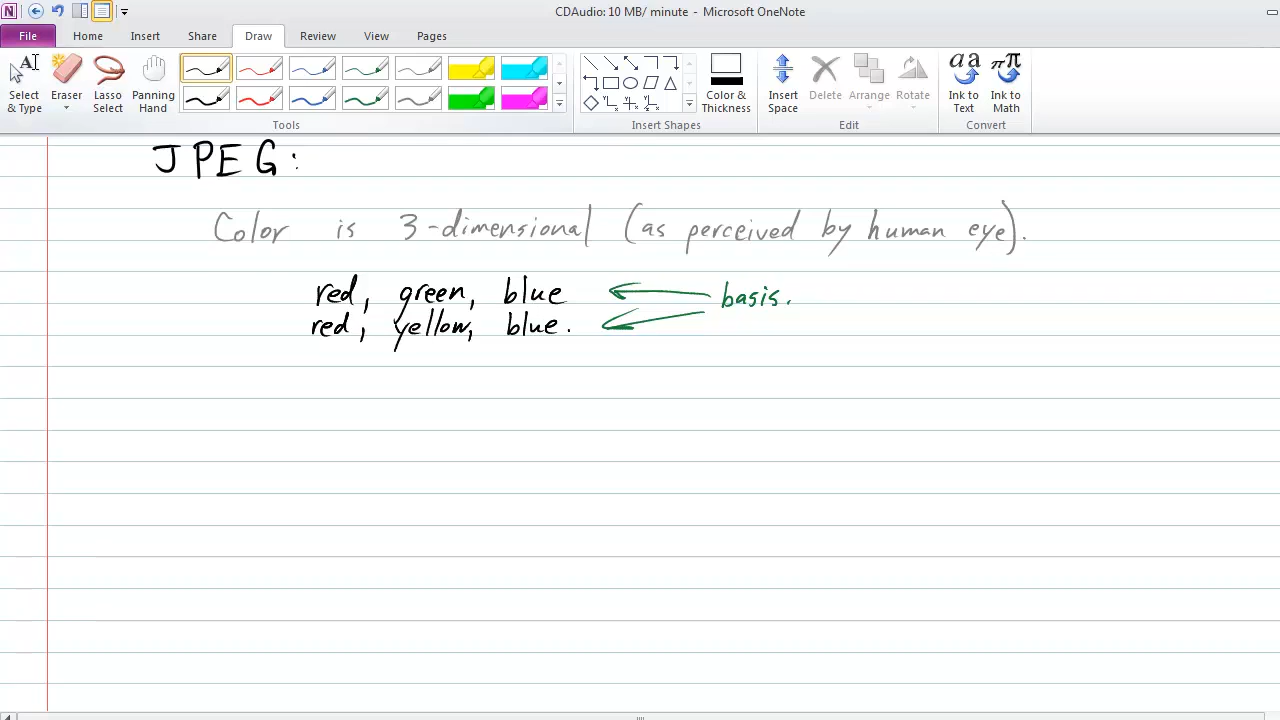 CDAudio: 10 MB/ minute - Microsoft OneNote
File Home Insert Share Draw Review View Pages
Select & Type Eraser Lasso Select Panning Hand Color & Thickness Insert Space Delete Arrange Rotate Ink to Text Ink to Math
Tools Insert Shapes Edit Convert
JPEG:
Color is 3-dimensional (as perceived by human eye).
red, green, blue basis.
red, yellow, blue.